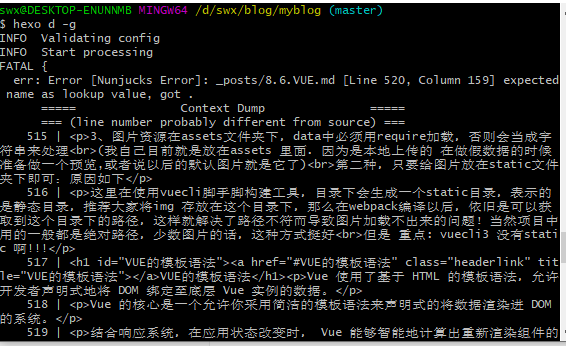 swx@DESKTOP-ENUNNMB MINGW64 /d/swx/blog/myblog (master)
$ hexo d -g
INFO  Validating config
INFO  Start processing
FATAL {
  err: Error [Nunjucks Error]: _posts/8.6.VUE.md [Line 520, Column 159] expected
 name as lookup value, got .
      =====               Context Dump               =====
      === (line number probably different from source) ===
    515 | <p>3、图片资源在assets文件夹下, data中必须用require加载, 否则会当成字
符串来处理<br>(我自己目前就是放在assets 里面. 因为是本地上传的 在做假数据的时候
准备做一个预览,或者说以后的默认图片就是它了)<br>第二种, 只要给图片放在static文件
夹下即可; 原因如下</p>
    516 | <p>这里在使用vuecli脚手脚构建工具, 目录下会生成一个static目录, 表示的
是静态目录, 推荐大家将img 存放在这个目录下, 那么在webpack编译以后, 依旧是可以获
取到这个目录下的路径, 这样就解决了路径不符而导致图片加载不出来的问题! 当然项目中
用的一般都是绝对路径, 少数图片的话, 这种方式挺好<br>但是 重点: vuecli3 没有stati
c 啊!!!</p>
    517 | <h1 id="VUE的模板语法"><a href="#VUE的模板语法" class="headerlink" tit
le="VUE的模板语法"></a>VUE的模板语法</h1><p>Vue 使用了基于 HTML 的模板语法, 允许
开发者声明式地将 DOM 绑定至底层 Vue 实例的数据。</p>
    518 | <p>Vue 的核心是一个允许你采用简洁的模板语法来声明式的将数据渲染进 DOM
的系统。</p>
    519 | <p>结合响应系统, 在应用状态改变时, Vue 能够智能地计算出重新渲染组件的